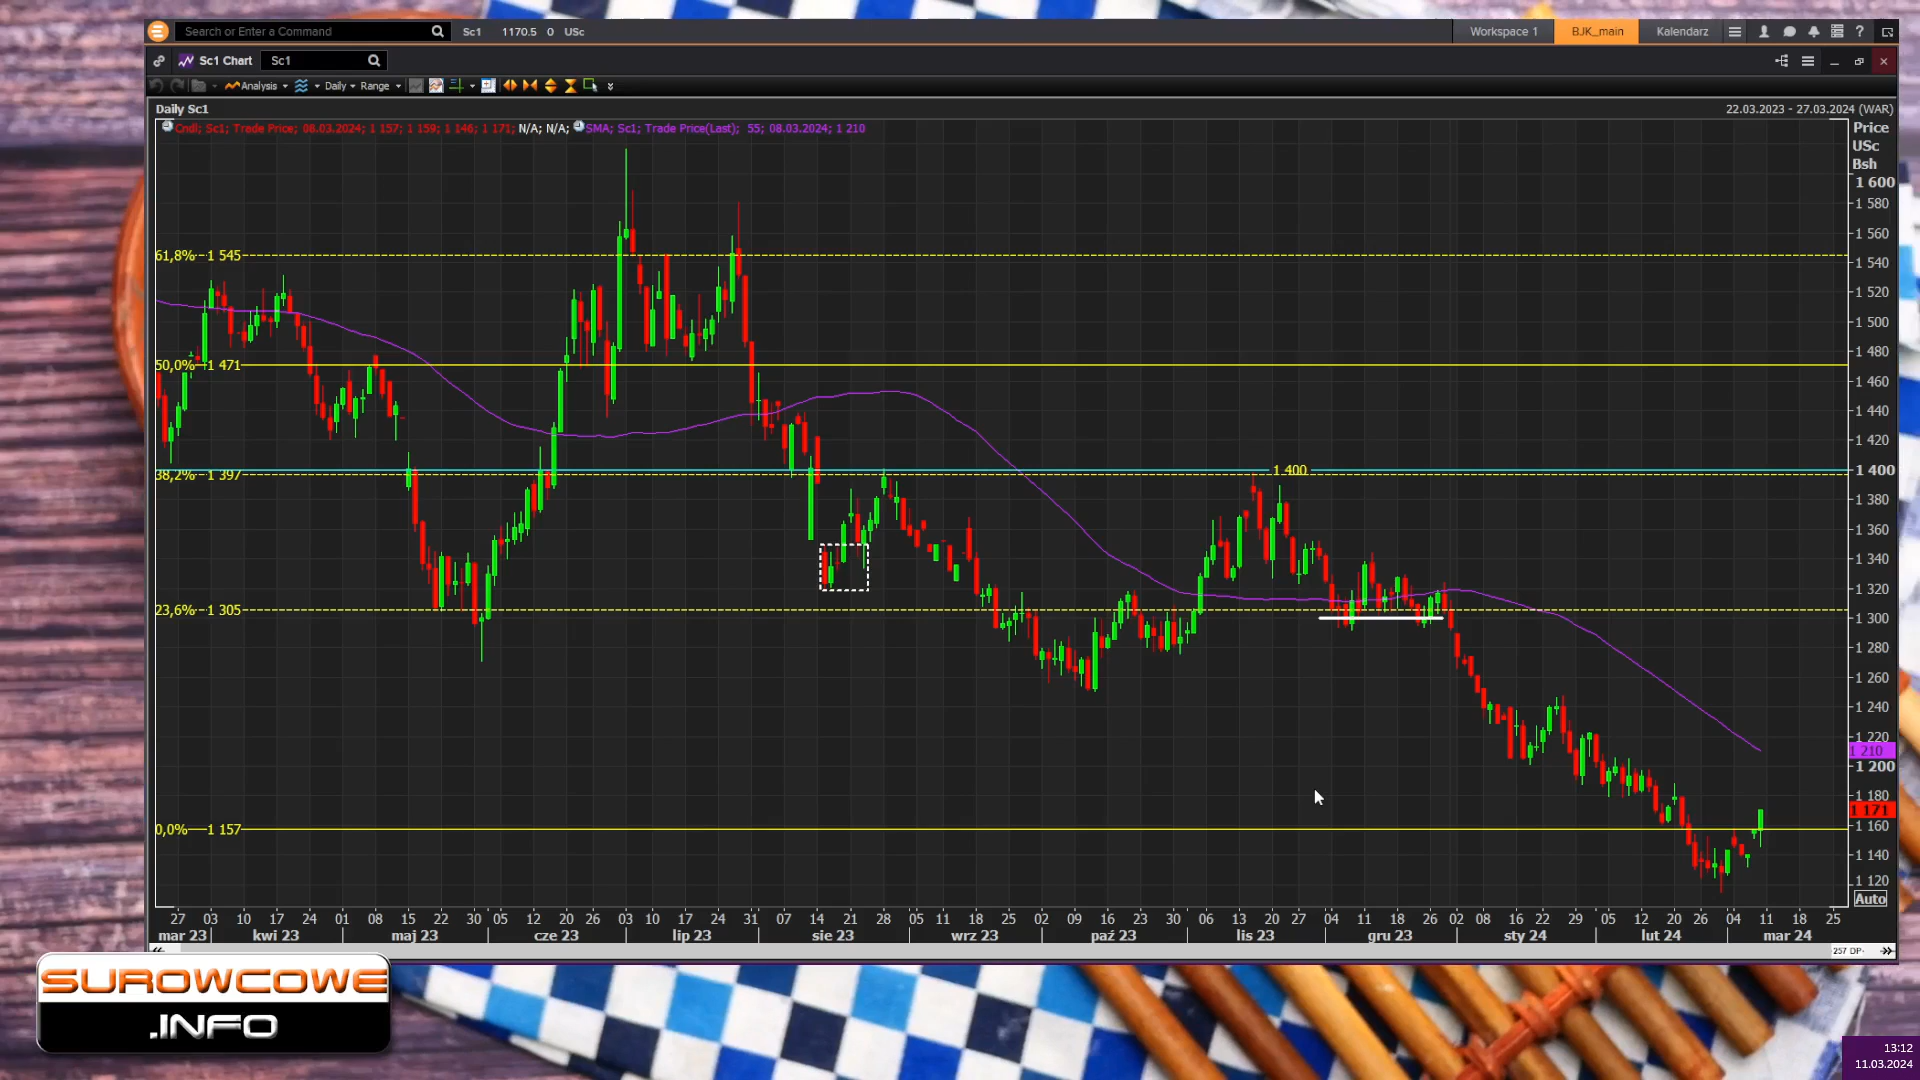 Search or Enter a Command Sc1 1170.5 0 USc Workspace 1 BJK_main Kalendarz ?
Sc1 Chart Sc1
Analysis Daily Range
Daily Sc1 22.03.2023 - 27.03.2024 (WAR)
Cndl; Sc1; Trade Price; 08.03.2024; 1 157; 1 159; 1 146; 1 171; N/A; N/A; SMA; Sc1; Trade Price(Last); 55; 08.03.2024; 1 210
Price
USc
Bsh
1 600
1 580
1 560
61,8% 1 545
1 540
1 520
1 500
1 480
50,0% 1 471
1 460
1 440
1 420
1 400 1 400
38,2% 1 397
1 380
1 360
1 340
1 320
23,6% 1 305
1 300
1 280
1 260
1 240
1 220
1 210
1 200
1 180
1 171
1 160
0,0% 1 157
1 140
1 120
Auto
27 03 10 17 24 01 08 15 22 30 05 12 20 26 03 10 17 24 31 07 14 21 28 05 11 18 25 02 09 16 23 30 06 13 20 27 04 11 18 26 02 08 16 22 29 05 12 20 26 04 11 18 25
mar 23 kwi 23 maj 23 cze 23 lip 23 sie 23 wrz 23 paź 23 lis 23 gru 23 sty 24 lut 24 mar 24
257 DP
SUROWCOWE
.INFO
13:12
11.03.2024